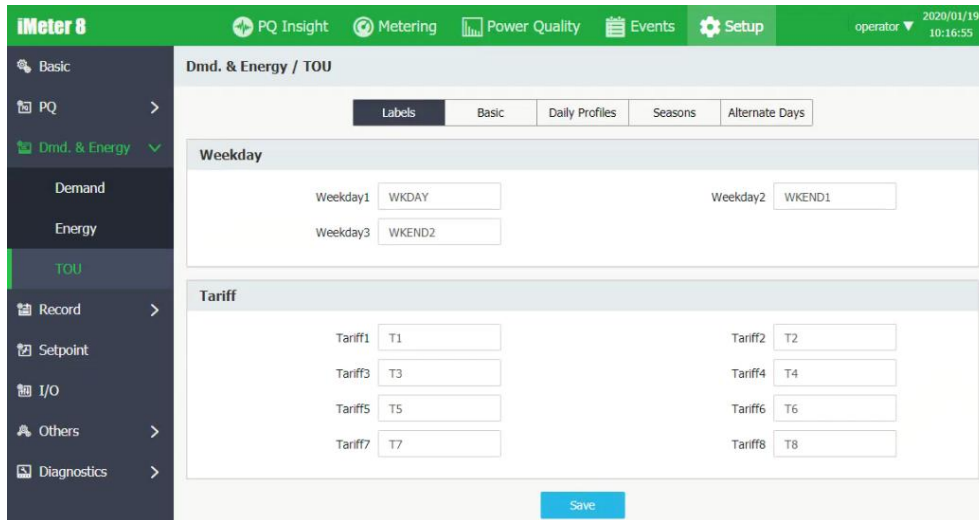 iMeter 8
PQ Insight
Metering
Power Quality
Events
Setup
operator ▼
2020/01/19
10:16:55
Basic
PQ
Dmd. & Energy
Demand
Energy
TOU
Record
Setpoint
I/O
Others
Diagnostics
Dmd. & Energy / TOU
Labels
Basic
Daily Profiles
Seasons
Alternate Days
Weekday
Weekday1 WKDAY
Weekday2 WKEND1
Weekday3 WKEND2
Tariff
Tariff1 T1
Tariff2 T2
Tariff3 T3
Tariff4 T4
Tariff5 T5
Tariff6 T6
Tariff7 T7
Tariff8 T8
Save